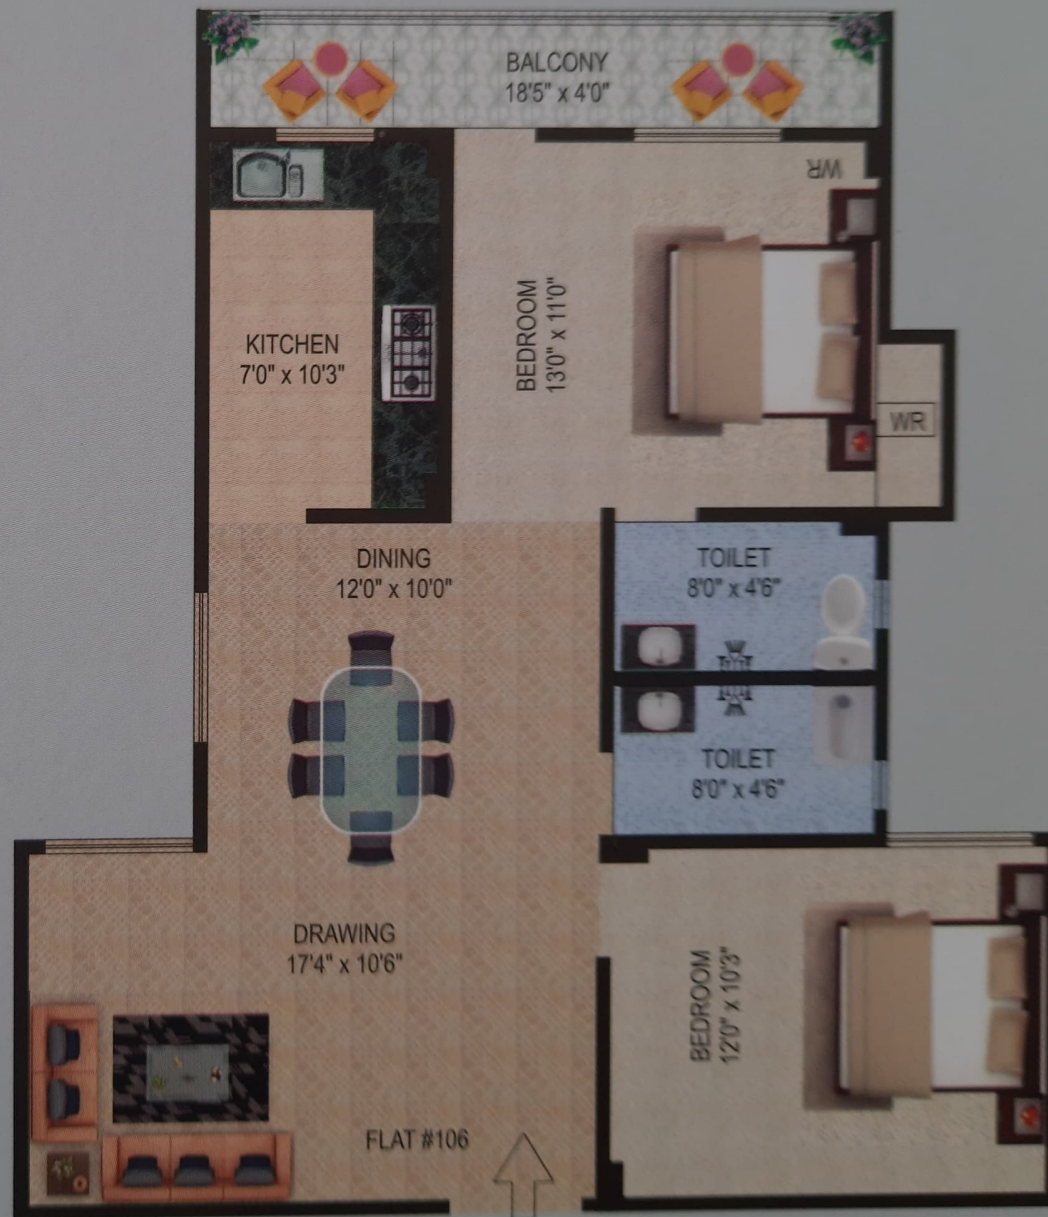 BALCONY
18'5" x 4'0"
WR
KITCHEN
7'0" x 10'3"
BEDROOM
13'0" x 11'0"
WR
DINING
12'0" x 10'0"
TOILET
8'0" x 4'6"
TOILET
8'0" x 4'6"
DRAWING
17'4" x 10'6"
BEDROOM
12'0" x 10'3"
FLAT #106